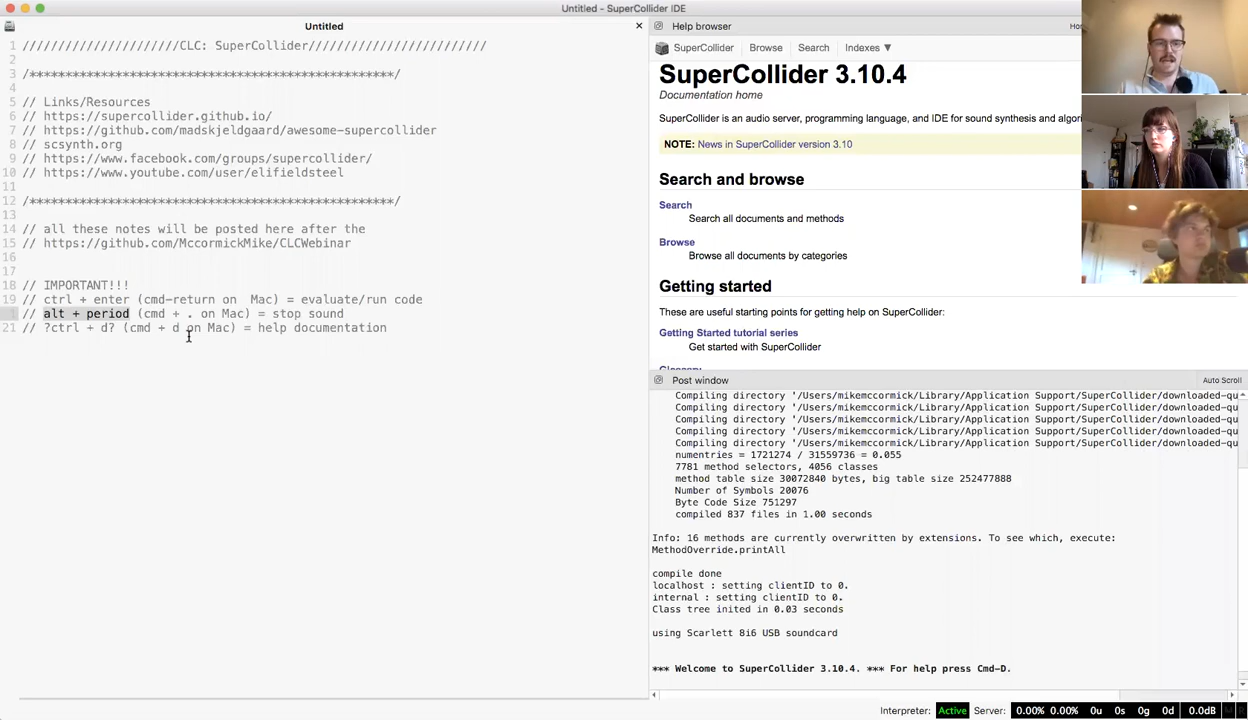 Untitled - SuperCollider IDE
Untitled
1 //////////////////////CLC: SuperCollider/////////////////////////
2
3 /***************************************************/
4
5 // Links/Resources
6 // https://supercollider.github.io/
7 // https://github.com/madskjeldgaard/awesome-supercollider
8 // scsynth.org
9 // https://www.facebook.com/groups/supercollider/
10 // https://www.youtube.com/user/elifieldsteel
11
12 /***************************************************/
13
14 // all these notes will be posted here after the
15 // https://github.com/MccormickMike/CLCWebinar
16
17
18 // IMPORTANT!!!
19 // ctrl + enter (cmd-return on  Mac) = evaluate/run code
// alt + period (cmd + . on Mac) = stop sound
21 // ?ctrl + d? (cmd + d on Mac) = help documentation
Help browser
SuperCollider Browse Search Indexes ▼
SuperCollider 3.10.4
Documentation home
SuperCollider is an audio server, programming language, and IDE for sound synthesis and
NOTE: News in SuperCollider version 3.10
Search and browse
Search
Search all documents and methods
Browse
Browse all documents by categories
Getting started
These are useful starting points for getting help on SuperCollider:
Getting Started tutorial series
Get started with SuperCollider
Post window Auto Scroll
Compiling directory '/Users/mikemccormick/Library/Application Support/SuperCollider/downloaded-qu
Compiling directory '/Users/mikemccormick/Library/Application Support/SuperCollider/downloaded-qu
Compiling directory '/Users/mikemccormick/Library/Application Support/SuperCollider/downloaded-qu
Compiling directory '/Users/mikemccormick/Library/Application Support/SuperCollider/downloaded-qu
Compiling directory '/Users/mikemccormick/Library/Application Support/SuperCollider/downloaded-qu
numentries = 1721274 / 31559736 = 0.055
7781 method selectors, 4056 classes
method table size 30072840 bytes, big table size 252477888
Number of Symbols 20076
Byte Code Size 751297
compiled 837 files in 1.00 seconds
Info: 16 methods are currently overwritten by extensions. To see which, execute:
MethodOverride.printAll
compile done
localhost : setting clientID to 0.
internal : setting clientID to 0.
Class tree inited in 0.03 seconds
using Scarlett 8i6 USB soundcard
*** Welcome to SuperCollider 3.10.4. *** For help press Cmd-D.
Interpreter: Active Server: 0.00% 0.00% 0u 0s 0g 0d 0.0dB